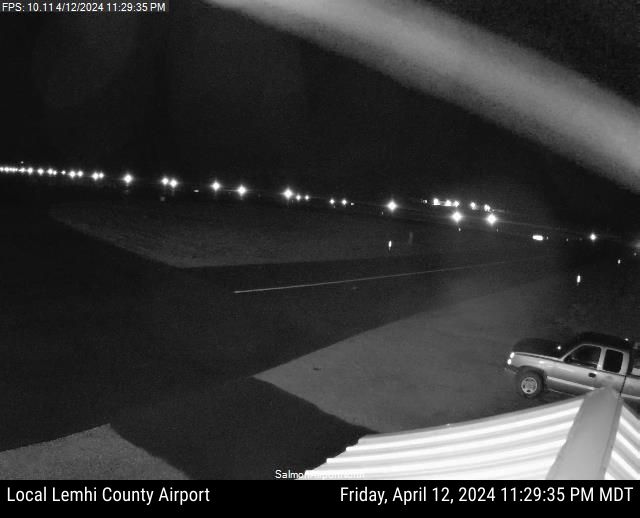 FPS: 10.11 4/12/2024 11:29:35 PM
Local Lemhi County Airport
Friday, April 12, 2024 11:29:35 PM MDT